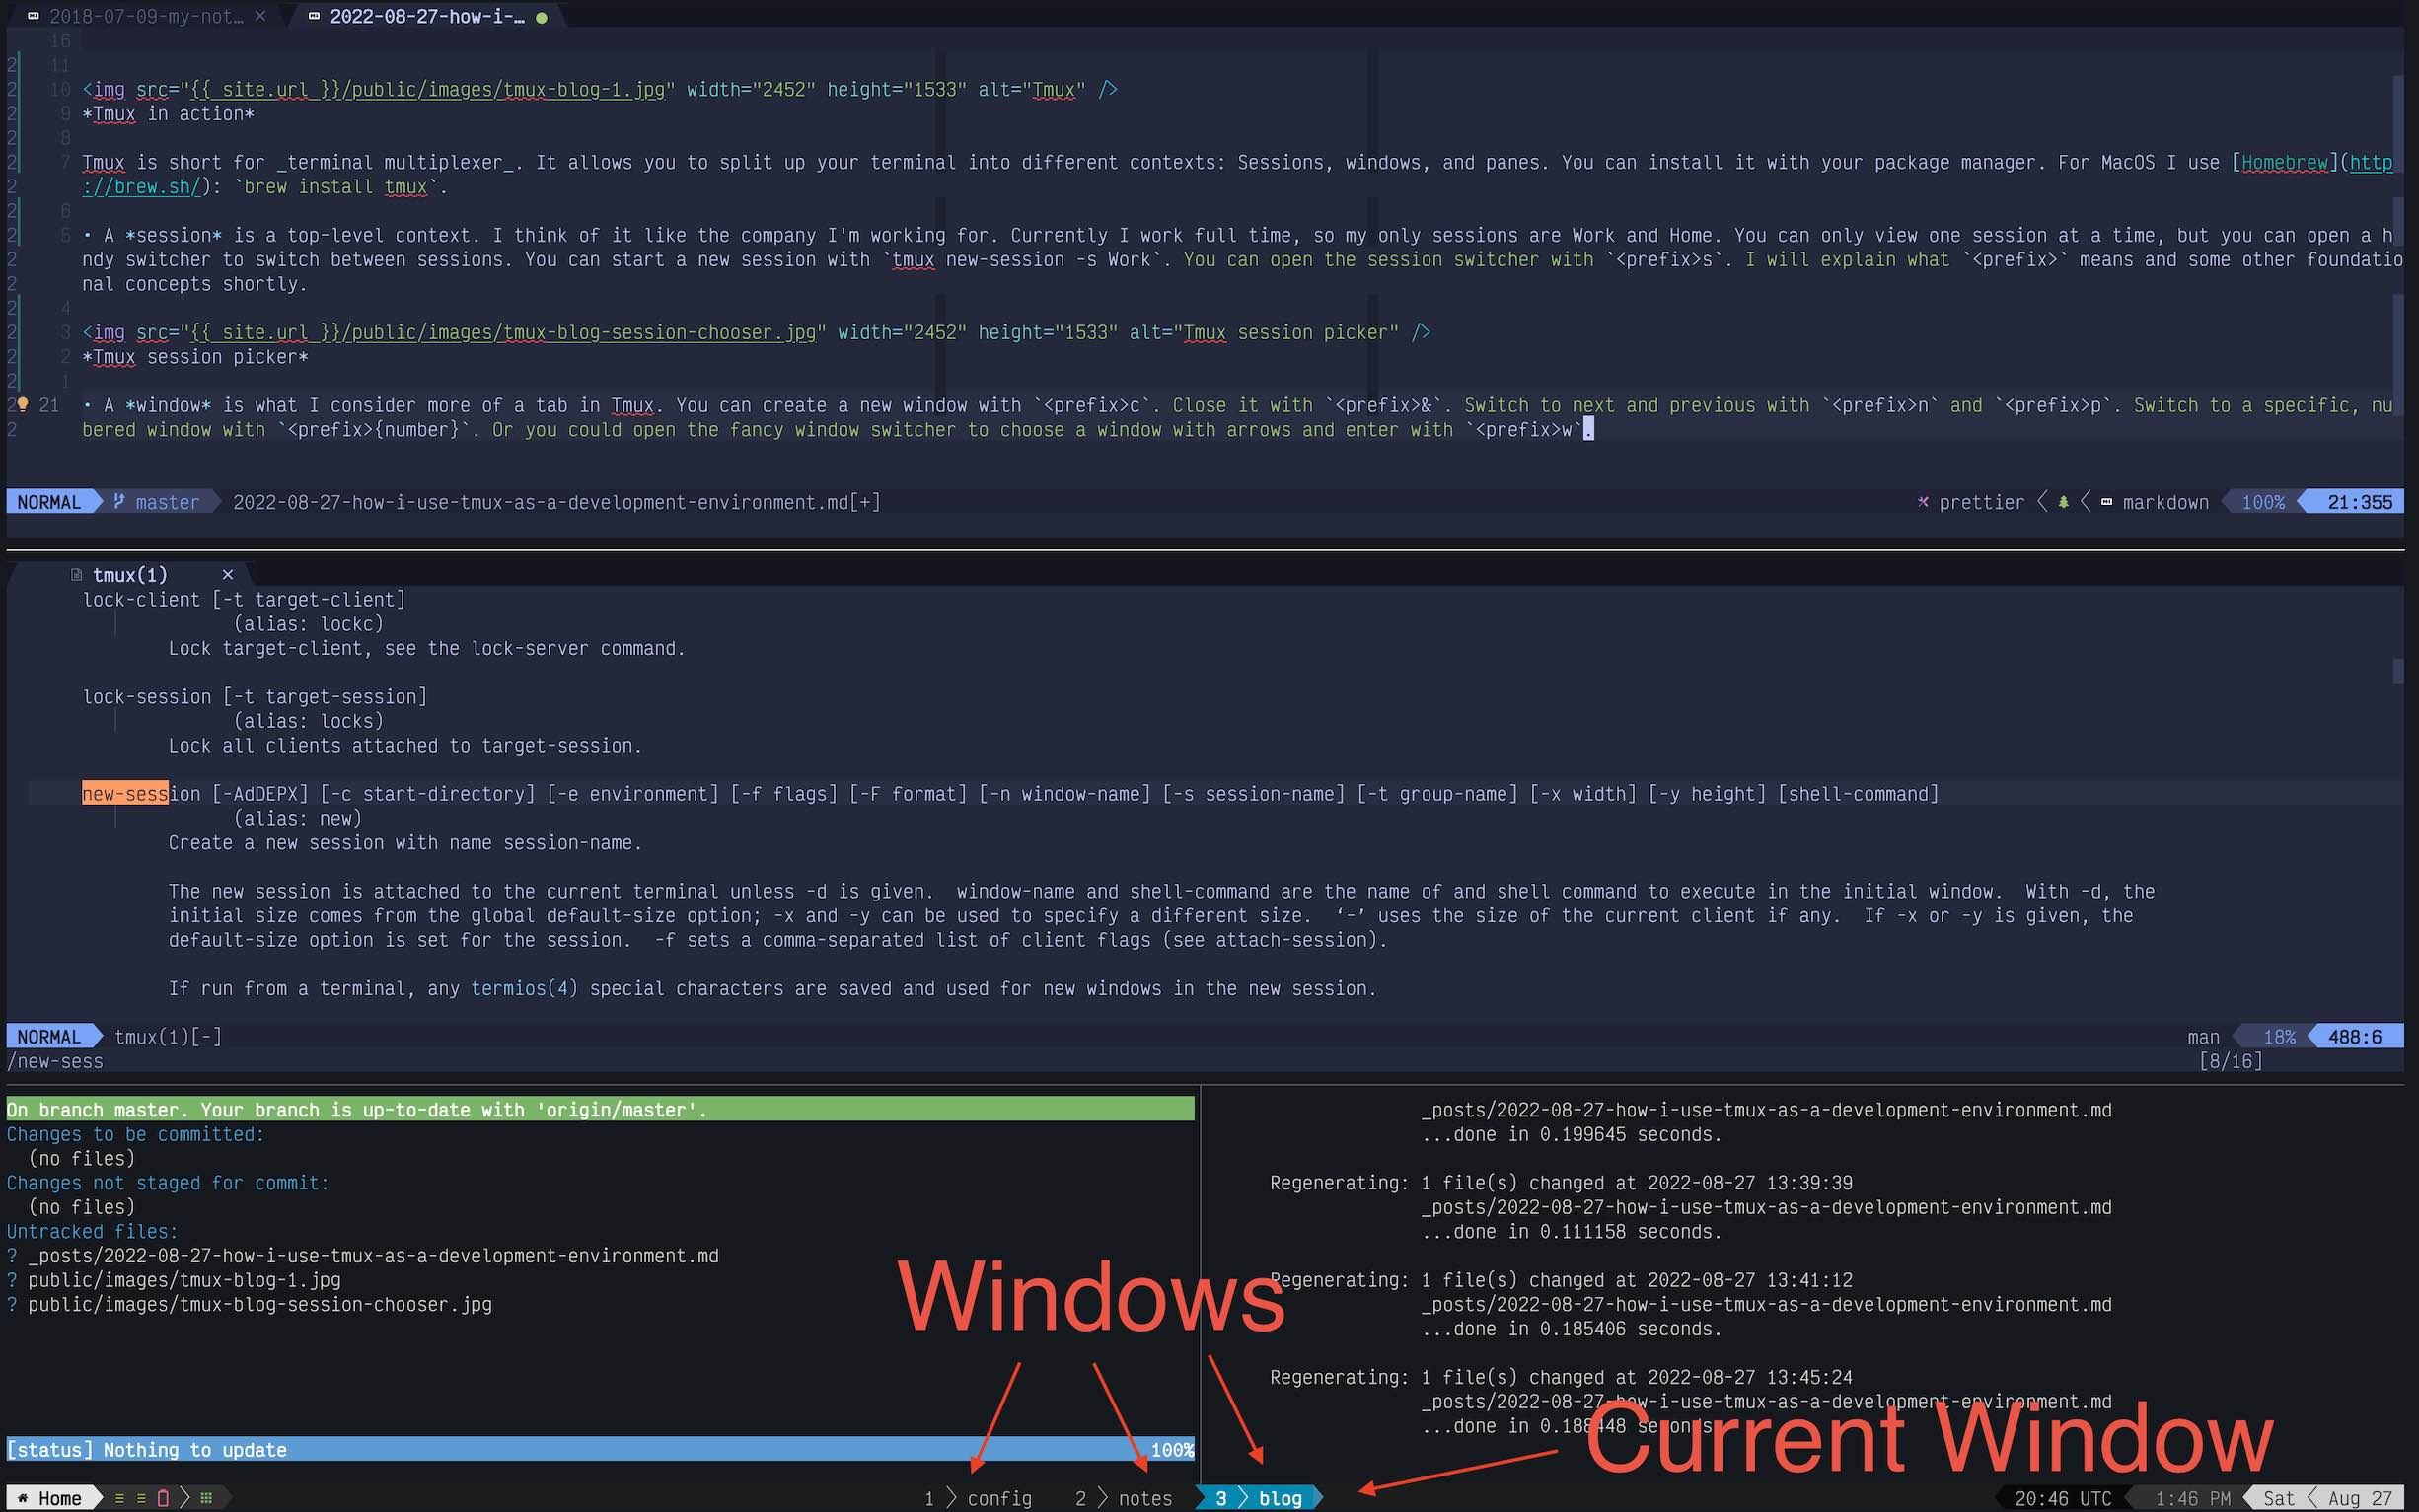 2018-07-09-my-not… ×
2022-08-27-how-i-…
16
2 11
2 10 <img src="{{ site.url }}/public/images/tmux-blog-1.jpg" width="2452" height="1533" alt="Tmux" />
2 9 *Tmux in action*
2 8
2 7 Tmux is short for _terminal multiplexer_. It allows you to split up your terminal into different contexts: Sessions, windows, and panes. You can install it with your package manager. For MacOS I use [Homebrew](http
2 ://brew.sh/): `brew install tmux`.
2 6
2 5 • A *session* is a top-level context. I think of it like the company I'm working for. Currently I work full time, so my only sessions are Work and Home. You can only view one session at a time, but you can open a h
2 ndy switcher to switch between sessions. You can start a new session with `tmux new-session -s Work`. You can open the session switcher with `<prefix>s`. I will explain what `<prefix>` means and some other foundatio
2 nal concepts shortly.
2 4
2 3 <img src="{{ site.url }}/public/images/tmux-blog-session-chooser.jpg" width="2452" height="1533" alt="Tmux session picker" />
2 2 *Tmux session picker*
2 1
2 21 • A *window* is what I consider more of a tab in Tmux. You can create a new window with `<prefix>c`. Close it with `<prefix>&`. Switch to next and previous with `<prefix>n` and `<prefix>p`. Switch to a specific, nu
2 bered window with `<prefix>{number}`. Or you could open the fancy window switcher to choose a window with arrows and enter with `<prefix>w`.
NORMAL master 2022-08-27-how-i-use-tmux-as-a-development-environment.md[+] prettier markdown 100% 21:355
tmux(1) ×
lock-client [-t target-client]
(alias: lockc)
Lock target-client, see the lock-server command.
lock-session [-t target-session]
(alias: locks)
Lock all clients attached to target-session.
new-session [-AdDEPX] [-c start-directory] [-e environment] [-f flags] [-F format] [-n window-name] [-s session-name] [-t group-name] [-x width] [-y height] [shell-command]
(alias: new)
Create a new session with name session-name.
The new session is attached to the current terminal unless -d is given.  window-name and shell-command are the name of and shell command to execute in the initial window.  With -d, the
initial size comes from the global default-size option; -x and -y can be used to specify a different size.  ‘-’ uses the size of the current client if any.  If -x or -y is given, the
default-size option is set for the session.  -f sets a comma-separated list of client flags (see attach-session).
If run from a terminal, any termios(4) special characters are saved and used for new windows in the new session.
NORMAL tmux(1)[-] man 18% 488:6
/new-sess [8/16]
On branch master. Your branch is up-to-date with 'origin/master'.
Changes to be committed:
(no files)
Changes not staged for commit:
(no files)
Untracked files:
? _posts/2022-08-27-how-i-use-tmux-as-a-development-environment.md
? public/images/tmux-blog-1.jpg
? public/images/tmux-blog-session-chooser.jpg
[status] Nothing to update 100%
_posts/2022-08-27-how-i-use-tmux-as-a-development-environment.md
...done in 0.199645 seconds.
Regenerating: 1 file(s) changed at 2022-08-27 13:39:39
_posts/2022-08-27-how-i-use-tmux-as-a-development-environment.md
...done in 0.111158 seconds.
Regenerating: 1 file(s) changed at 2022-08-27 13:41:12
_posts/2022-08-27-how-i-use-tmux-as-a-development-environment.md
...done in 0.185406 seconds.
Regenerating: 1 file(s) changed at 2022-08-27 13:45:24
_posts/2022-08-27-how-i-use-tmux-as-a-development-environment.md
...done in 0.188448 seconds.
Windows
Current Window
Home 1 config 2 notes 3 blog 20:46 UTC 1:46 PM Sat Aug 27